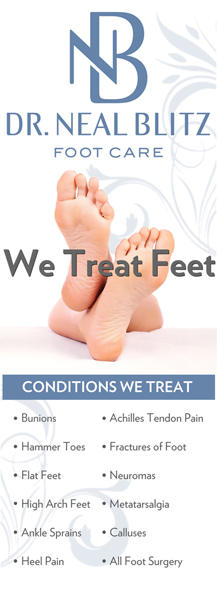 NB
DR. NEAL BLITZ
FOOT CARE
We Treat Feet
CONDITIONS WE TREAT
• Bunions
• Hammer Toes
• Flat Feet
• High Arch Feet
• Ankle Sprains
• Heel Pain
• Achilles Tendon Pain
• Fractures of Foot
• Neuromas
• Metatarsalgia
• Calluses
• All Foot Surgery